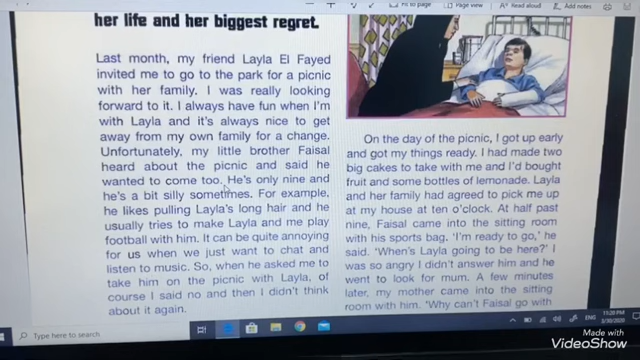 Fit to page
Page view
Read aloud
Add notes
her life and her biggest regret.
Last month, my friend Layla El Fayed
invited me to go to the park for a picnic
with her family. I was really looking
forward to it. I always have fun when I'm
with Layla and it's always nice to get
away from my own family for a change.
Unfortunately, my little brother Faisal
heard about the picnic and said he
wanted to come too. He's only nine and
he's a bit silly sometimes. For example,
he likes pulling Layla's long hair and he
usually tries to make Layla and me play
football with him. It can be quite annoying
for us when we just want to chat and
listen to music. So, when he asked me to
take him on the picnic with Layla, of
course I said no and then I didn't think
about it again.
On the day of the picnic, I got up early
and got my things ready. I had made two
big cakes to take with me and I'd bought
fruit and some bottles of lemonade. Layla
and her family had agreed to pick me up
at my house at ten o'clock. At half past
nine, Faisal came into the sitting room
with his sports bag. 'I'm ready to go,' he
said. 'When's Layla going to be here?' I
was so angry I didn't answer him and he
went to look for mum. A few minutes
later, my mother came into the sitting
room with him. 'Why can't Faisal go with
Type here to search
ENG
11:20 PM
3/30/2020
Made with
VideoShow